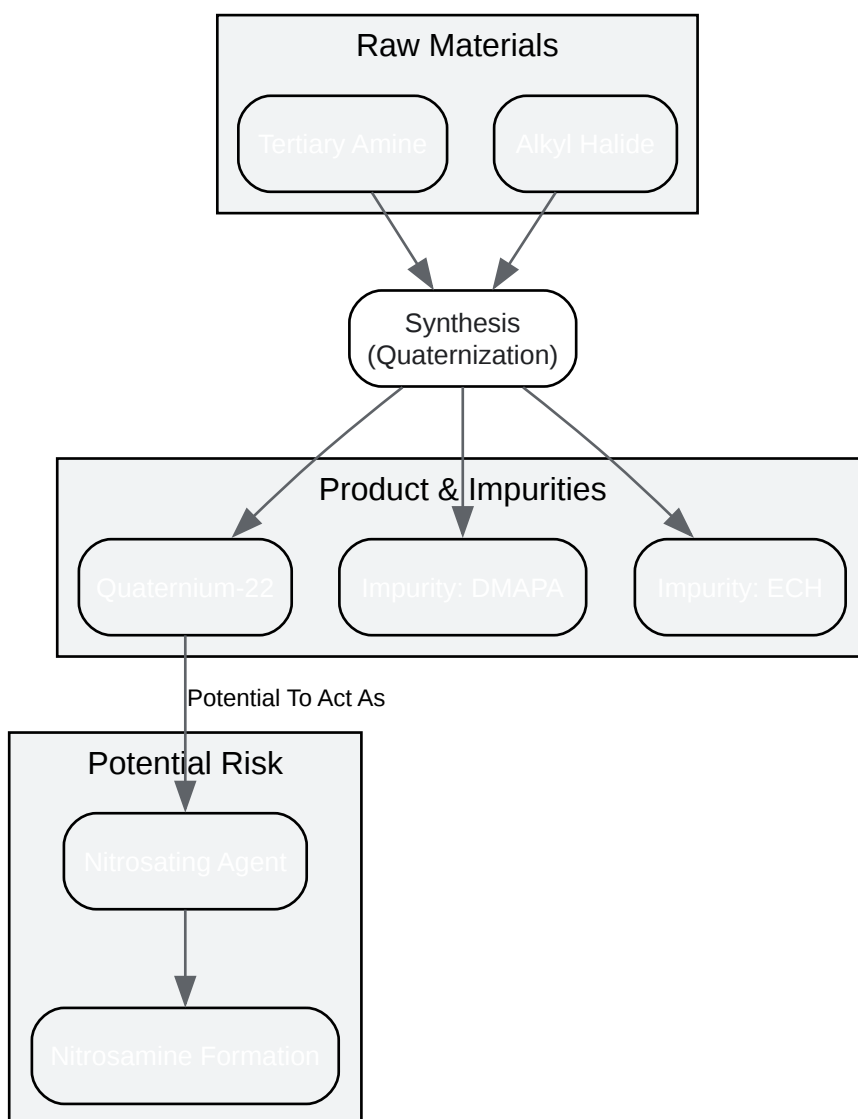 Raw Materials
Tertiary Amine
Alkyl Halide
Synthesis
(Quaternization)
Product & Impurities
Quaternium-22
Impurity: DMAPA
Impurity: ECH
Potential To Act As
Potential Risk
Nitrosating Agent
Nitrosamine Formation